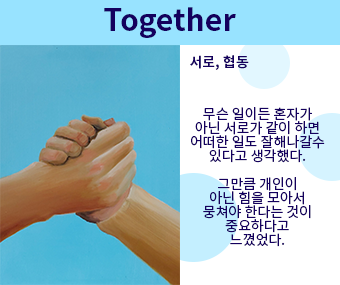 Together
서로, 협동
무슨 일이든 혼자가
아닌 서로가 같이 하면
어떠한 일도 잘해나갈수
있다고 생각했다.
그만큼 개인이
아닌 힘을 모아서
뭉쳐야 한다는 것이
중요하다고
느꼈었다.